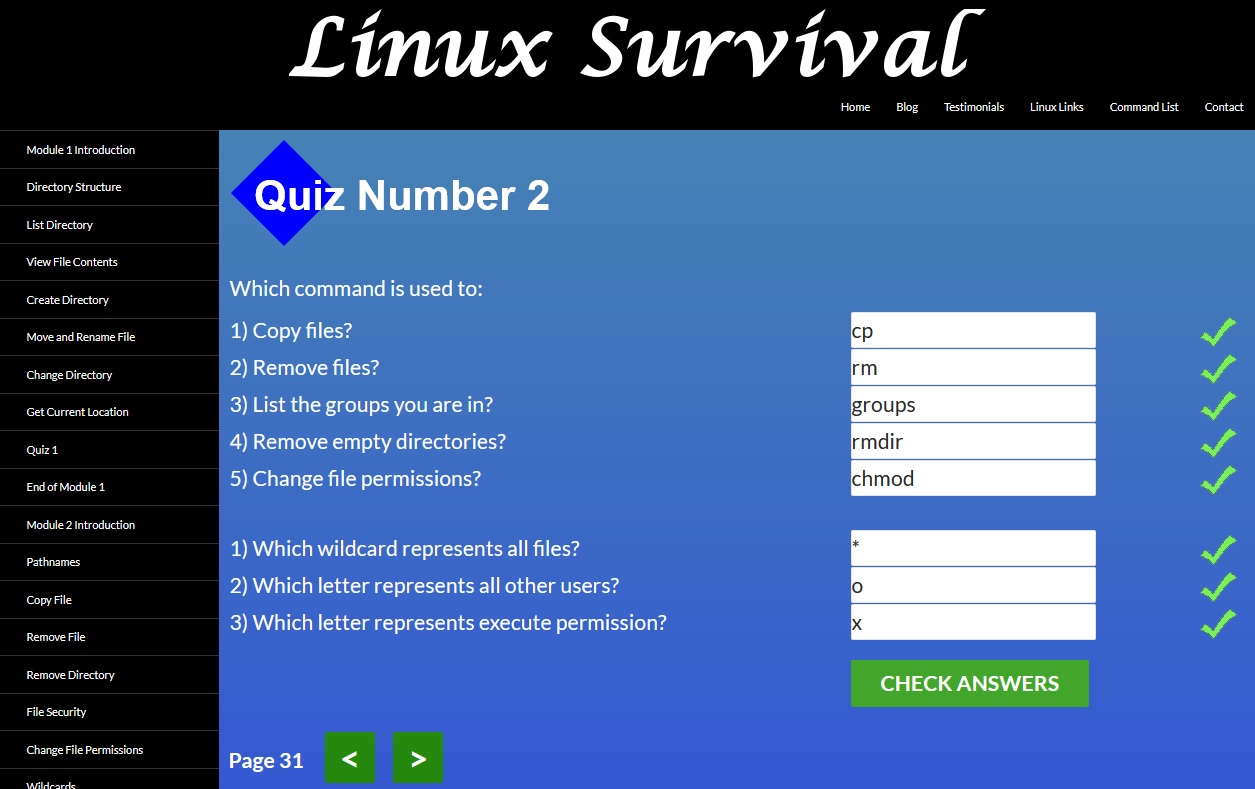 Linux Survival
Home Blog Testimonials Linux Links Command List Contact
Module 1 Introduction
Directory Structure
List Directory
View File Contents
Create Directory
Move and Rename File
Change Directory
Get Current Location
Quiz 1
End of Module 1
Module 2 Introduction
Pathnames
Copy File
Remove File
Remove Directory
File Security
Change File Permissions
Wildcards
Quiz Number 2
Which command is used to:
1) Copy files? cp
2) Remove files? rm
3) List the groups you are in? groups
4) Remove empty directories? rmdir
5) Change file permissions? chmod
1) Which wildcard represents all files? *
2) Which letter represents all other users? o
3) Which letter represents execute permission? x
CHECK ANSWERS
Page 31 < >